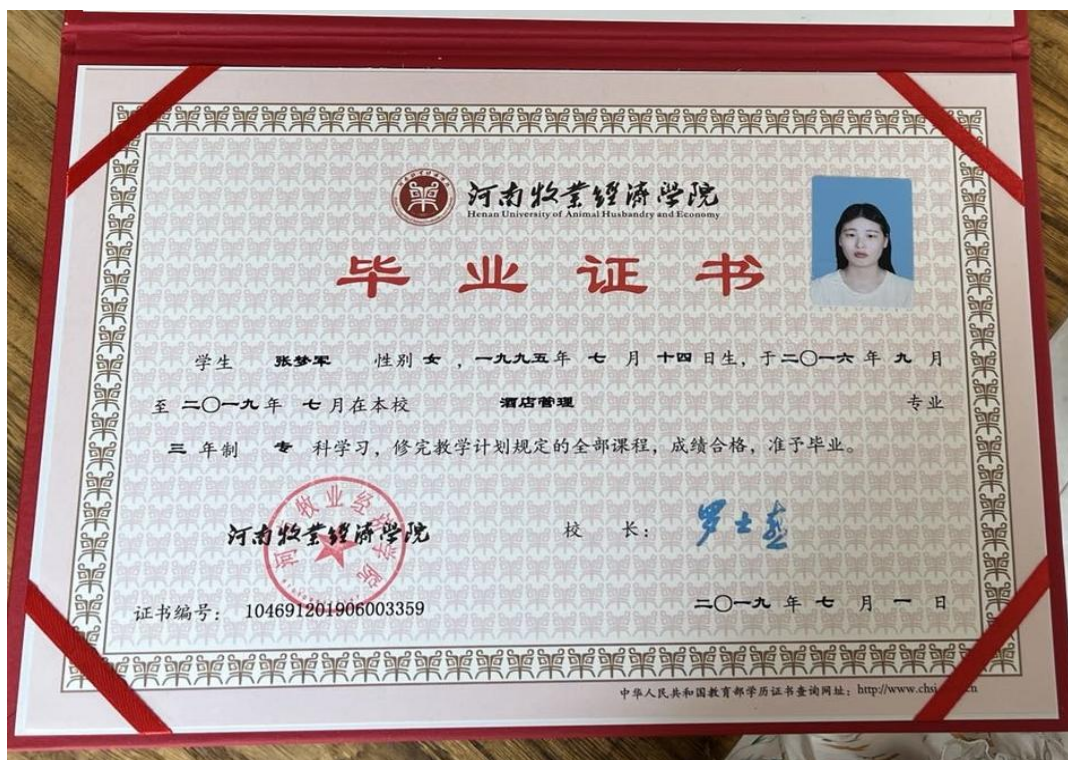 河南牧业经济学院
Henan University of Animal Husbandry and Economy
毕业证书
学生 张梦军 性别 女 ，一九九五年 七 月 十四 日生，于二〇一六 年 九 月
至 二〇一九 年 七 月在本校 酒店管理 专业
三 年制 专 科学习，修完教学计划规定的全部课程，成绩合格，准予毕业。
河南牧业经济学院
校 长：
证书编号： 104691201906003359
二〇一九 年 七 月 一 日
中华人民共和国教育部学历证书查询网址：http://www.chsi